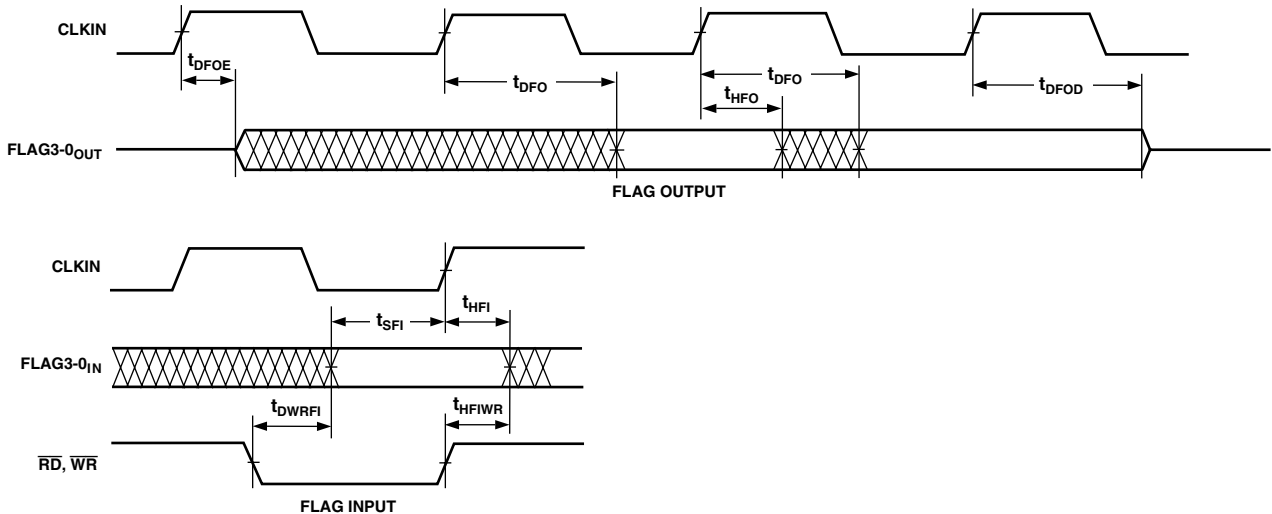 CLKIN
tDFOE
tDFO
tDFO
tHFO
tDFOD
FLAG3-0OUT
FLAG OUTPUT
CLKIN
tSFI
tHFI
FLAG3-0IN
tDWRFI
tHFIWR
RD, WR
FLAG INPUT